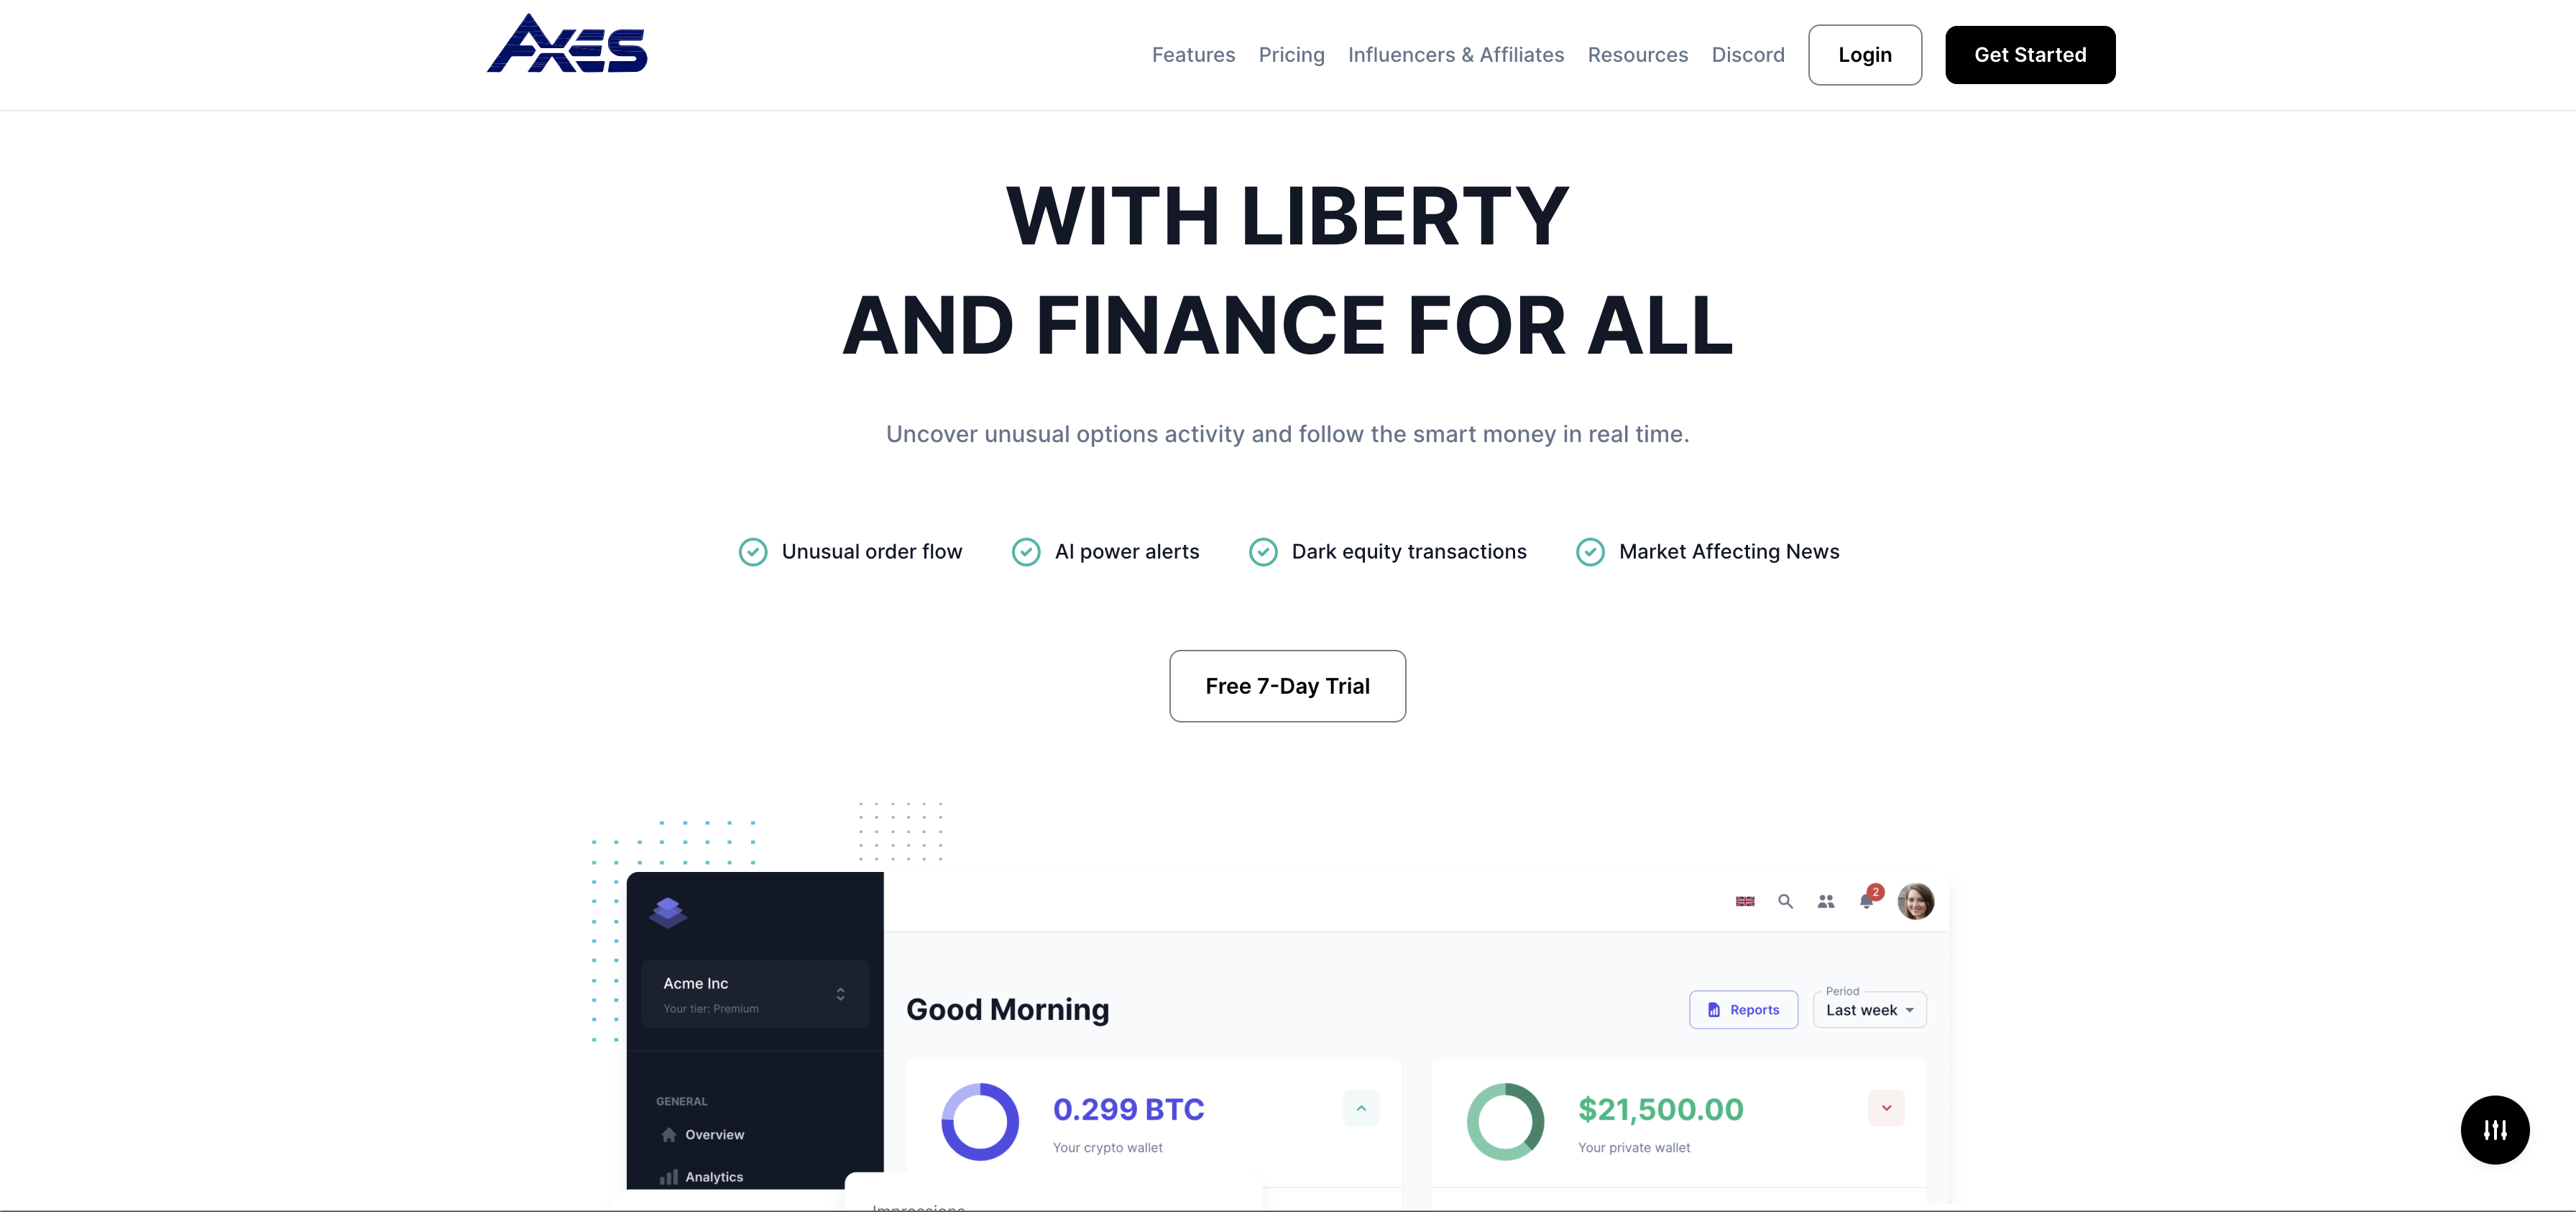 AXES
Features Pricing Influencers & Affiliates Resources Discord Login Get Started
WITH LIBERTY
AND FINANCE FOR ALL
Uncover unusual options activity and follow the smart money in real time.
Unusual order flow AI power alerts Dark equity transactions Market Affecting News
Free 7-Day Trial
2
Acme Inc
Your tier: Premium
Good Morning
Reports
Period
Last week
GENERAL
Overview
Analytics
0.299 BTC
Your crypto wallet
$21,500.00
Your private wallet
Impressions